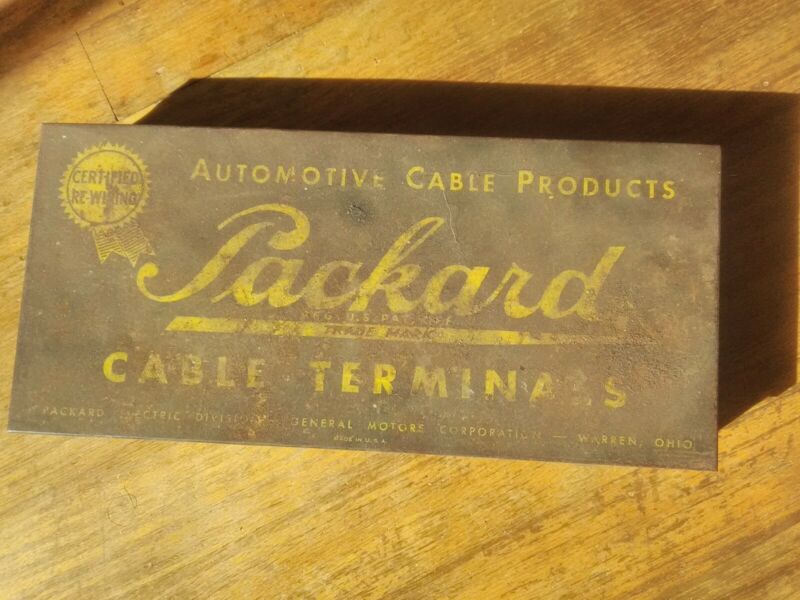 CERTIFIED
RE-WIRING
AUTOMOTIVE CABLE PRODUCTS
Packard
REG. U.S. PAT. OFF.
TRADE MARK
CABLE TERMINALS
PACKARD ELECTRIC DIVISION — GENERAL MOTORS CORPORATION — WARREN, OHIO
MADE IN U.S.A.